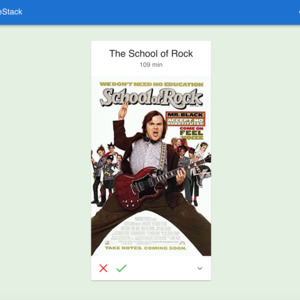 eStack
The School of Rock
109 min
WE DON'T NEED NO EDUCATION
School of Rock
MR. BLACK
ACCEPT NO
SUBSTITUTES
COME ON
FEEL
NOIZE
TAKE NOTES. COMING SOON.